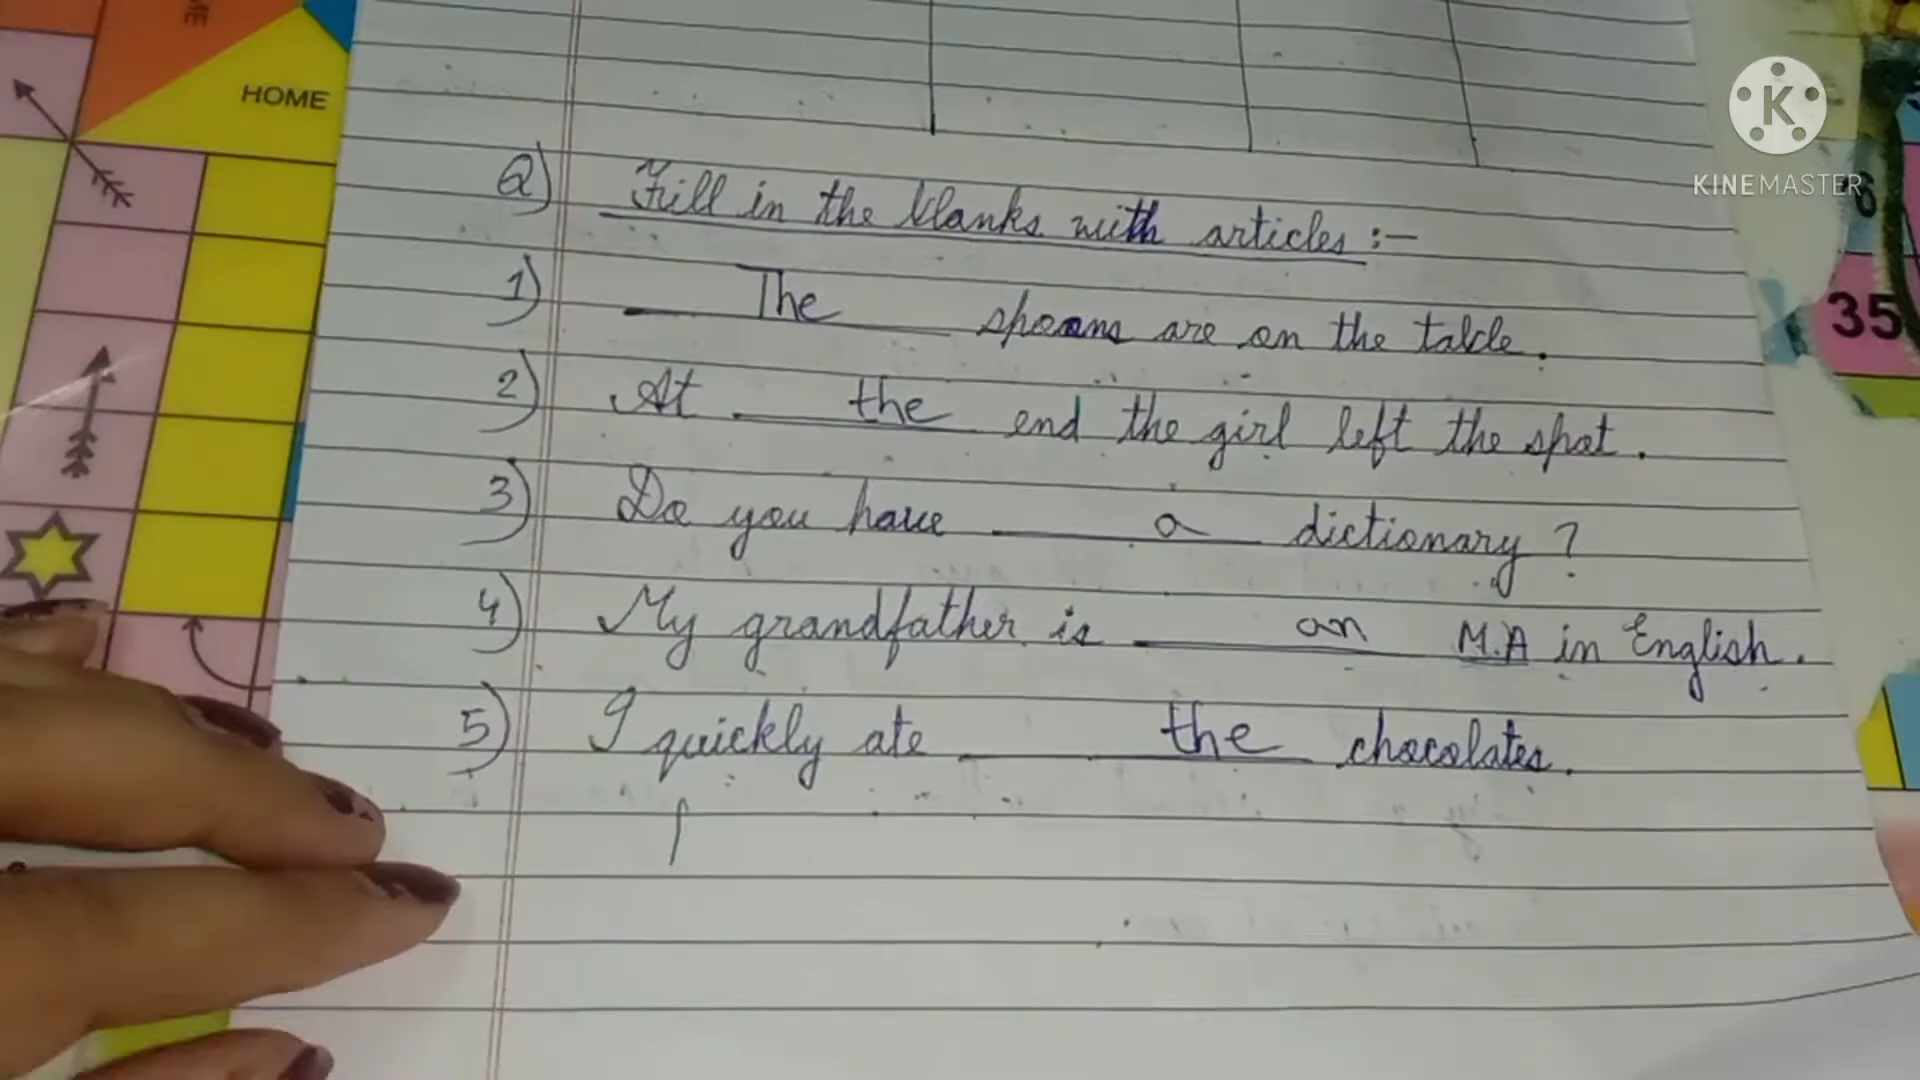 ME
HOME
KINEMASTER
Q) Fill in the blanks with articles :-
1) The spoons are on the table.
2) At the end the girl left the spot.
3) Do you have a dictionary?
4) My grandfather is an M.A in English.
5) I quickly ate the chocolates.
6
35